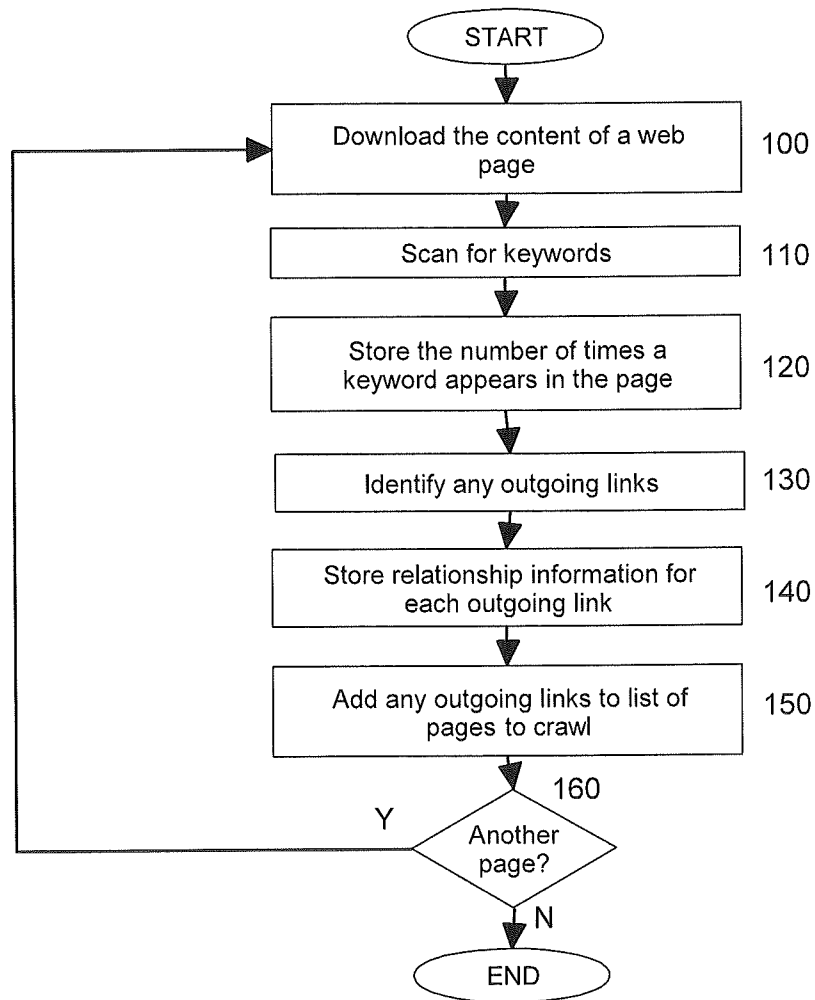 START
Download the content of a web
page
100
Scan for keywords
110
Store the number of times a
keyword appears in the page
120
Identify any outgoing links
130
Store relationship information for
each outgoing link
140
Add any outgoing links to list of
pages to crawl
150
160
Y
Another
page?
N
END